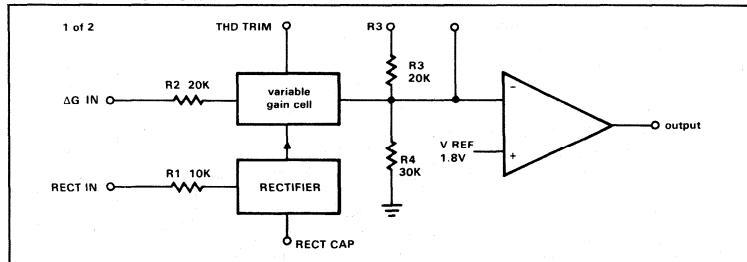 1 of 2
THD TRIM
R3
R3
20K
R2 20K
ΔG IN
variable
gain cell
output
V REF
1.8V
R4
30K
R1 10K
RECT IN
RECTIFIER
RECT CAP
−
+